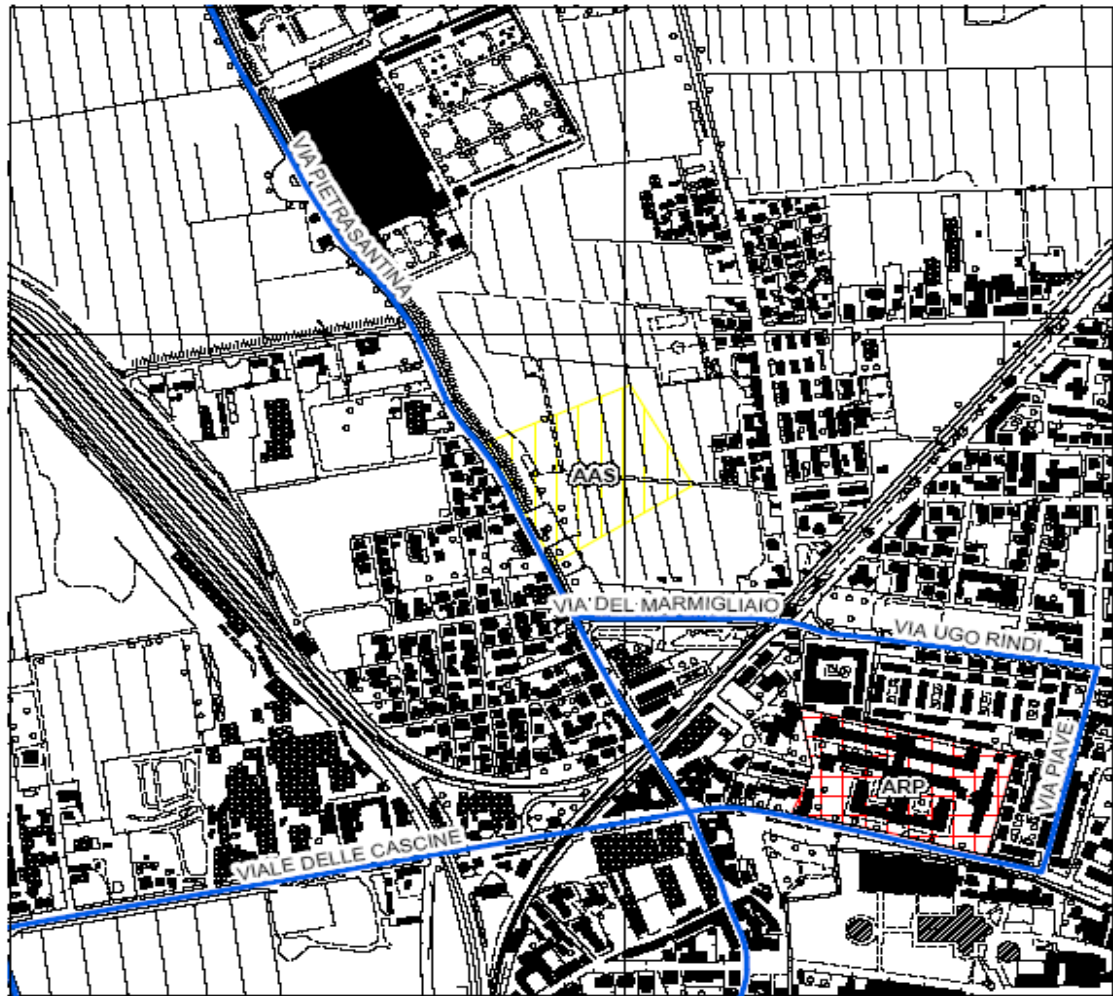 VIA PIETRASANTINA
AAS
VIA DEL MARMIGLIAIO
VIA UGO RINDI
VIA PIAVE
ARP
VIALE DELLE CASCINE